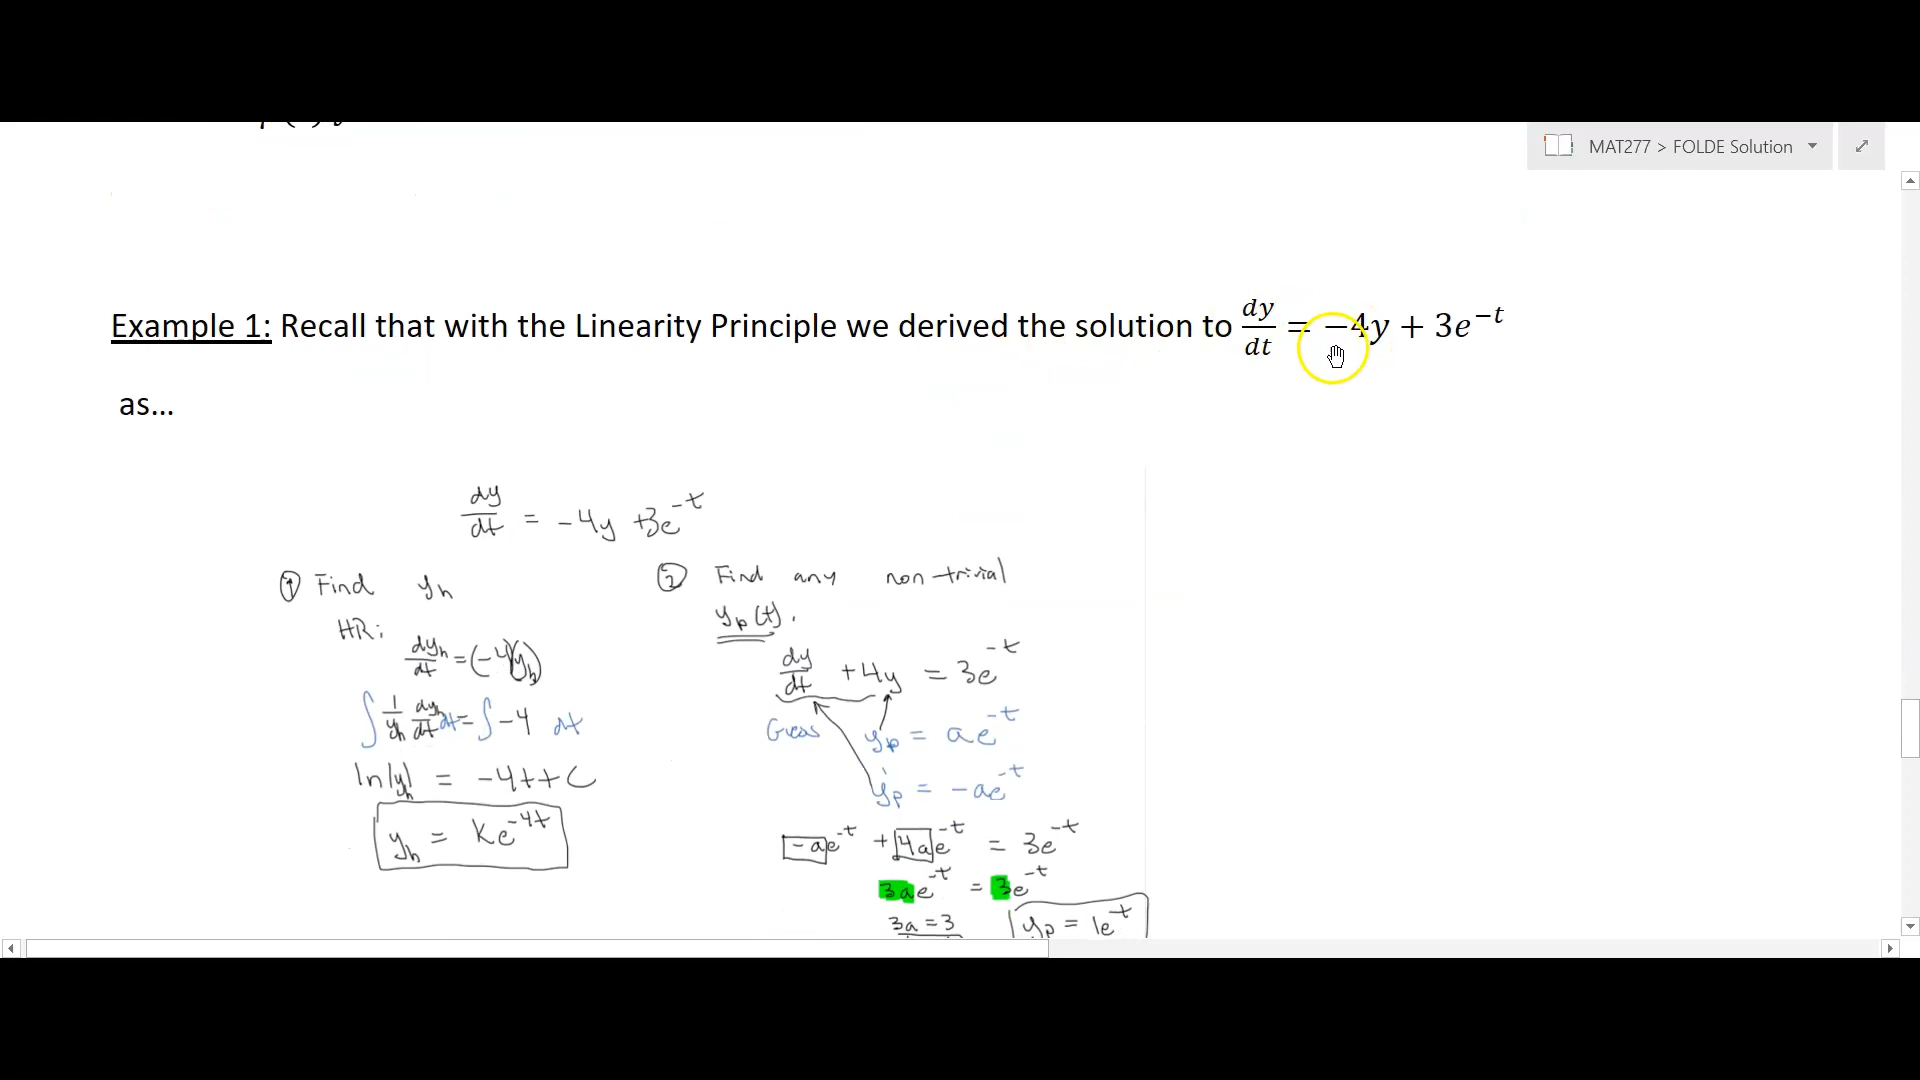 MAT277 > FOLDE Solution
Example 1: Recall that with the Linearity Principle we derived the solution to dy/dt = −4y + 3e^{−t}
as...
dy/dt = -4y +3e^{-t}
① Find y_h
HR:
dy_h/dt = (-4)(y_h)
∫ 1/y_h dy_h/dt dt = ∫ -4 dt
ln|y_h| = -4t + C
y_h = Ke^{-4t}
② Find any non-trivial
y_p(t).
dy/dt + 4y = 3e^{-t}
Guess y_p = ae^{-t}
y_p' = -ae^{-t}
-ae^{-t} + 4ae^{-t} = 3e^{-t}
3ae^{-t} = 3e^{-t}
3a = 3
y_p = 1e^{-t}